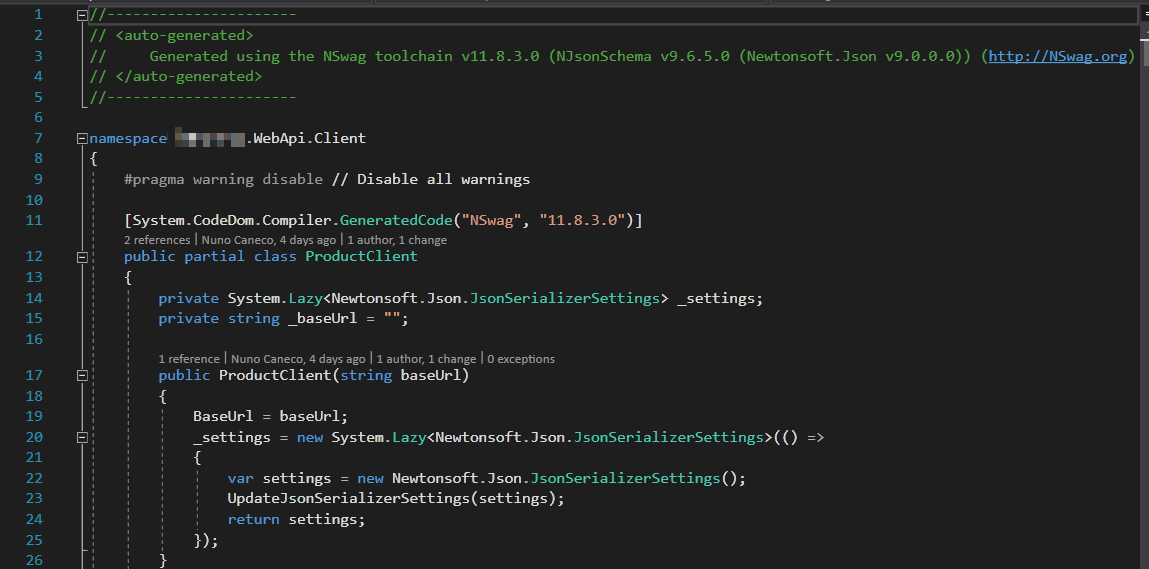 1 //----------------------
2 // <auto-generated>
3 //     Generated using the NSwag toolchain v11.8.3.0 (NJsonSchema v9.6.5.0 (Newtonsoft.Json v9.0.0.0)) (http://NSwag.org)
4 // </auto-generated>
5 //----------------------
6
7 namespace .WebApi.Client
8 {
9     #pragma warning disable // Disable all warnings
10
11     [System.CodeDom.Compiler.GeneratedCode("NSwag", "11.8.3.0")]
2 references | Nuno Caneco, 4 days ago | 1 author, 1 change
12     public partial class ProductClient
13     {
14         private System.Lazy<Newtonsoft.Json.JsonSerializerSettings> _settings;
15         private string _baseUrl = "";
16
1 reference | Nuno Caneco, 4 days ago | 1 author, 1 change | 0 exceptions
17         public ProductClient(string baseUrl)
18         {
19             BaseUrl = baseUrl;
20             _settings = new System.Lazy<Newtonsoft.Json.JsonSerializerSettings>(() =>
21             {
22                 var settings = new Newtonsoft.Json.JsonSerializerSettings();
23                 UpdateJsonSerializerSettings(settings);
24                 return settings;
25             });
26         }